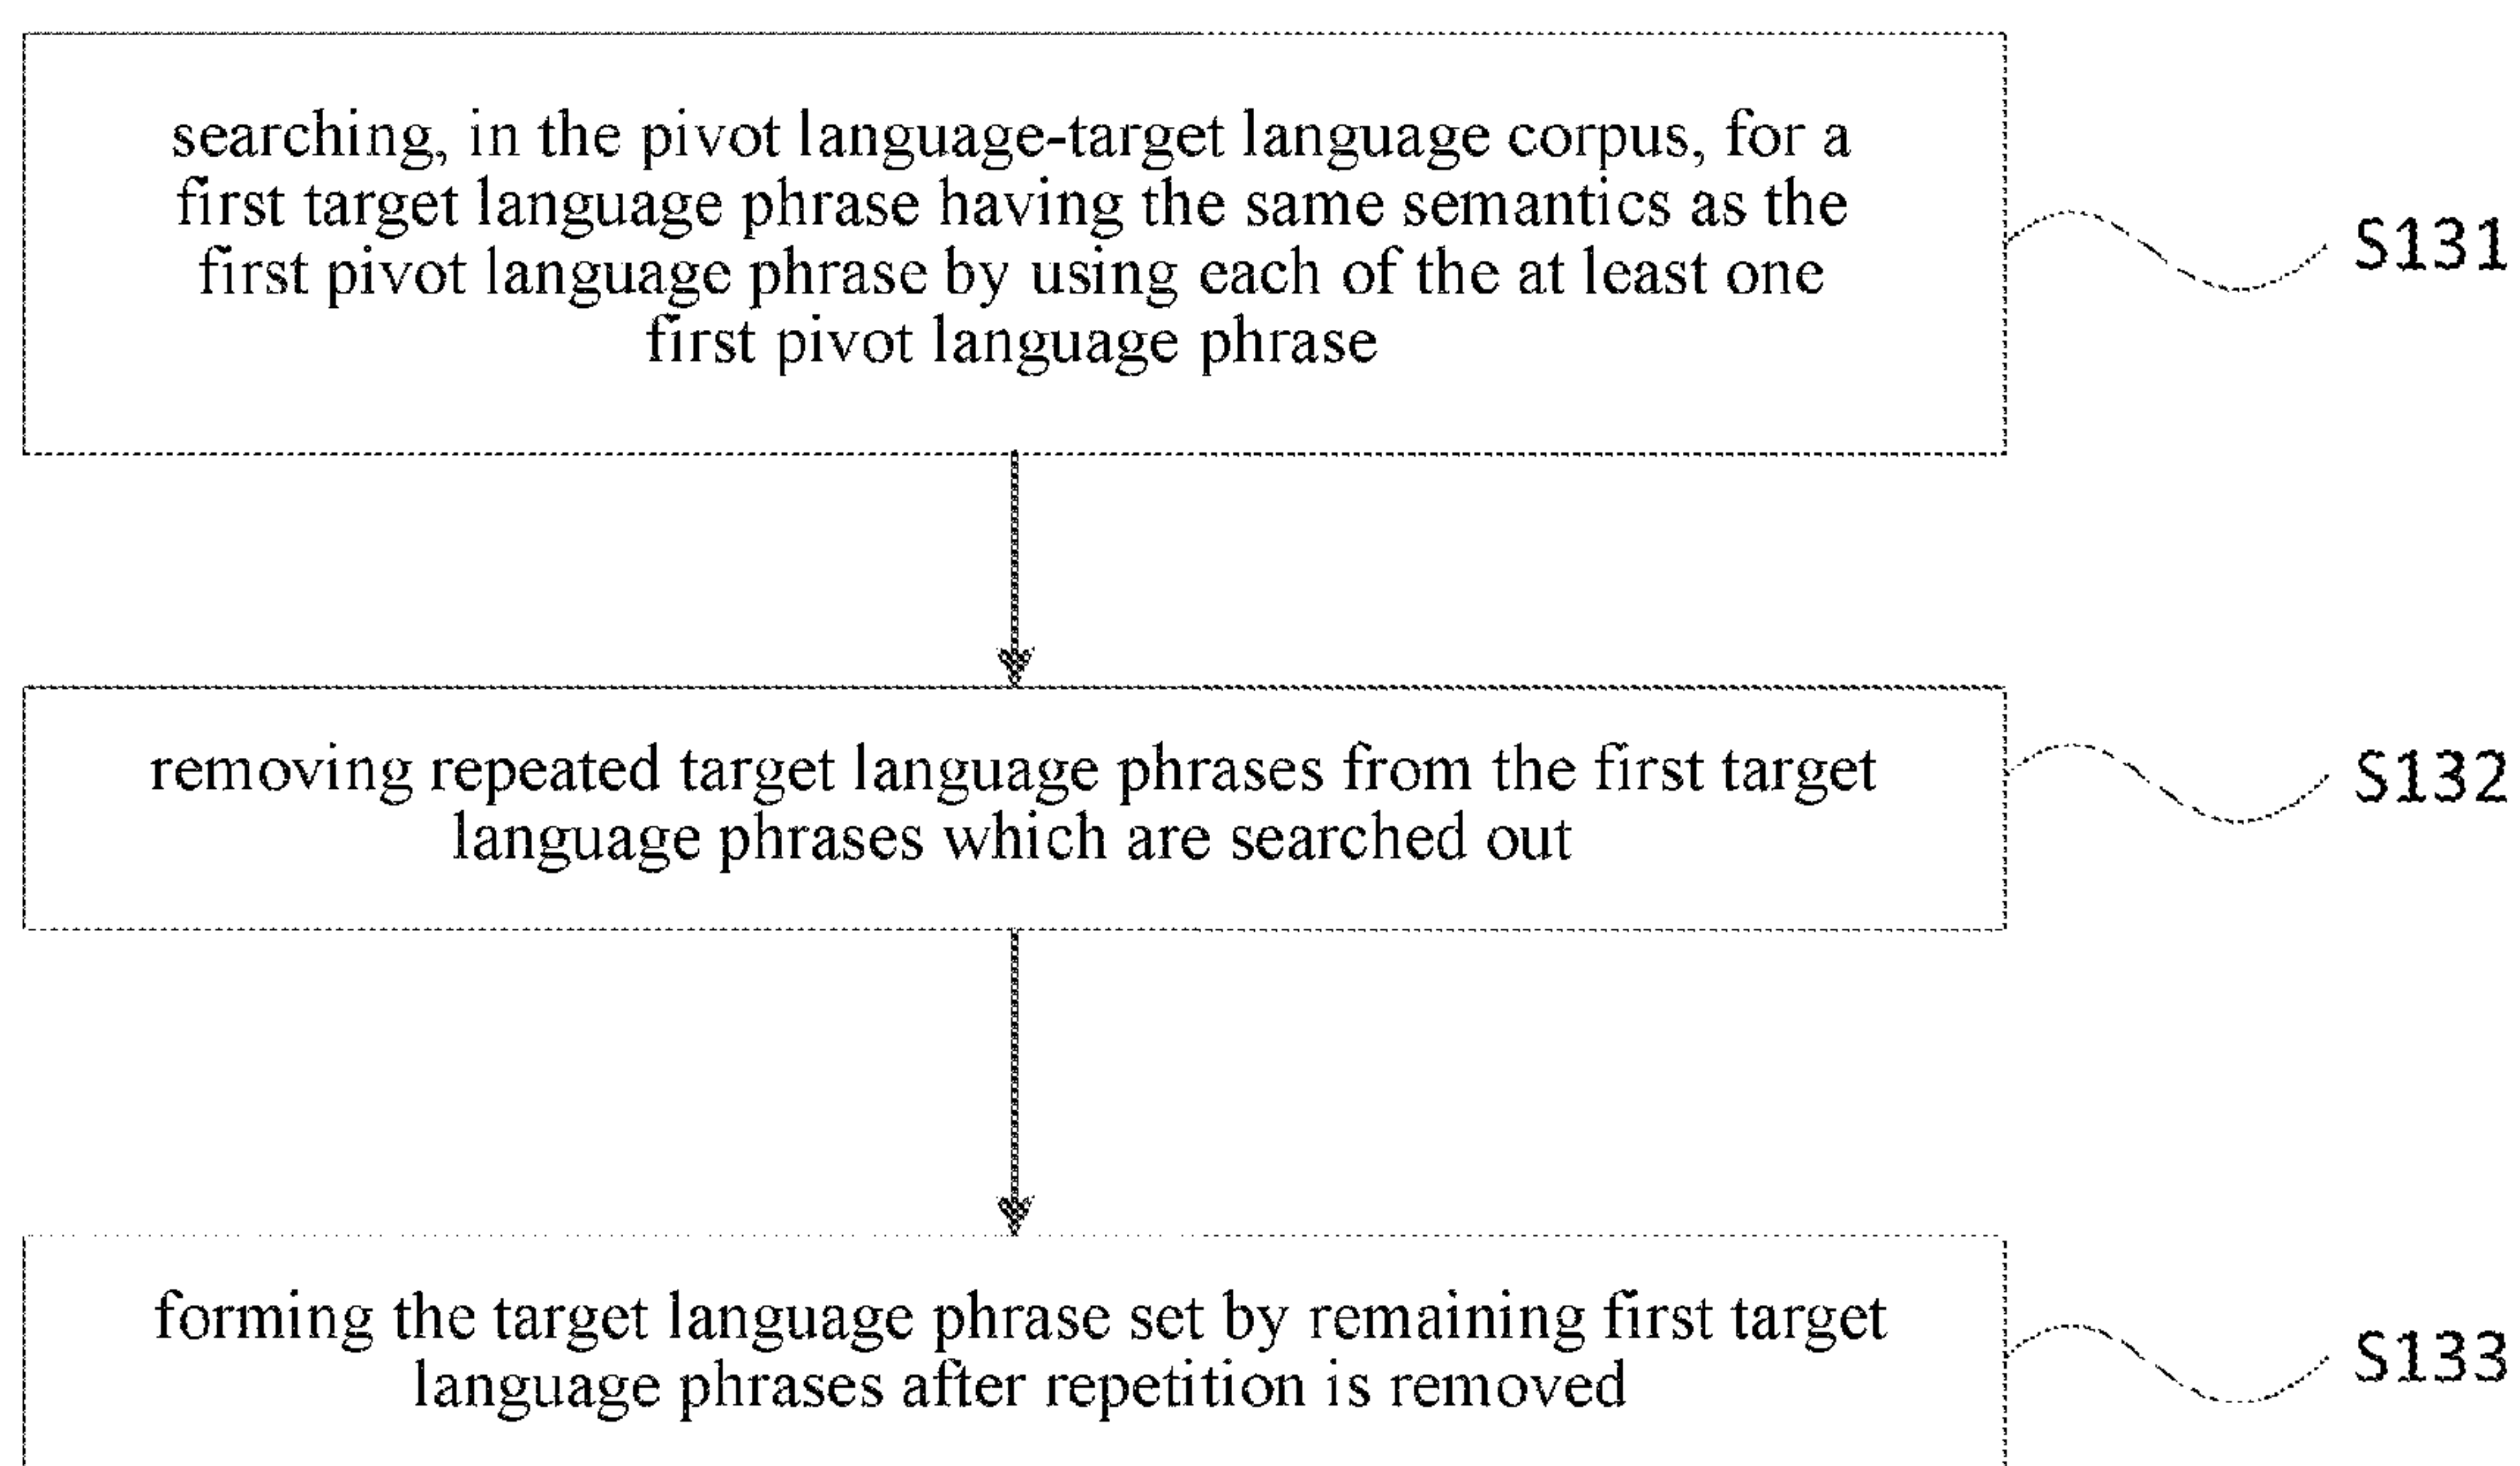 searching, in the pivot language-target language corpus, for a
first target language phrase having the same semantics as the
first pivot language phrase by using each of the at least one
first pivot language phrase
S131
removing repeated target language phrases from the first target
language phrases which are searched out
S132
forming the target language phrase set by remaining first target
language phrases after repetition is removed
S133